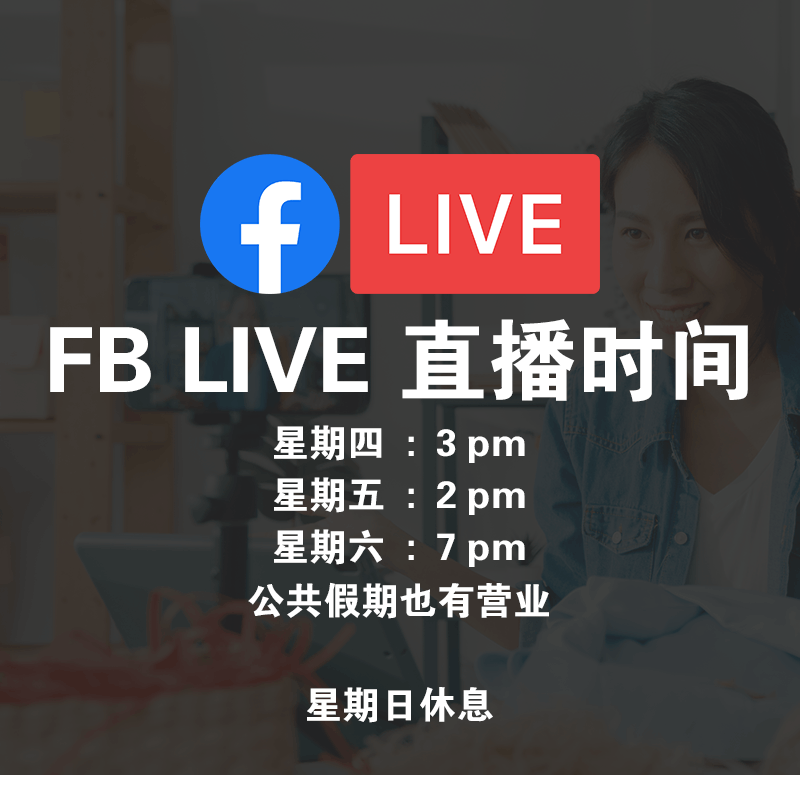 f LIVE
FB LIVE 直播时间
星期四 : 3 pm
星期五 : 2 pm
星期六 : 7 pm
公共假期也有营业
星期日休息